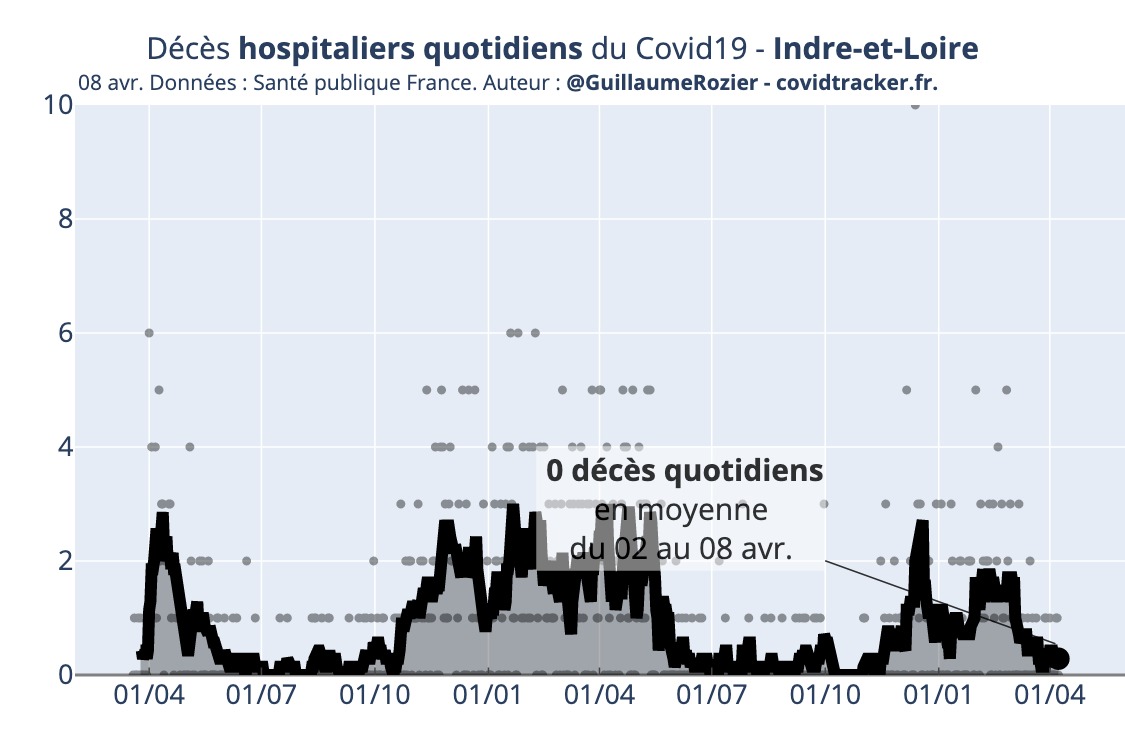 Décès hospitaliers quotidiens du Covid19 - Indre-et-Loire
08 avr. Données : Santé publique France. Auteur : @GuillaumeRozier - covidtracker.fr.
10
8
6
4
2
0
0 décès quotidiens
en moyenne
du 02 au 08 avr.
01/04 01/07 01/10 01/01 01/04 01/07 01/10 01/01 01/04